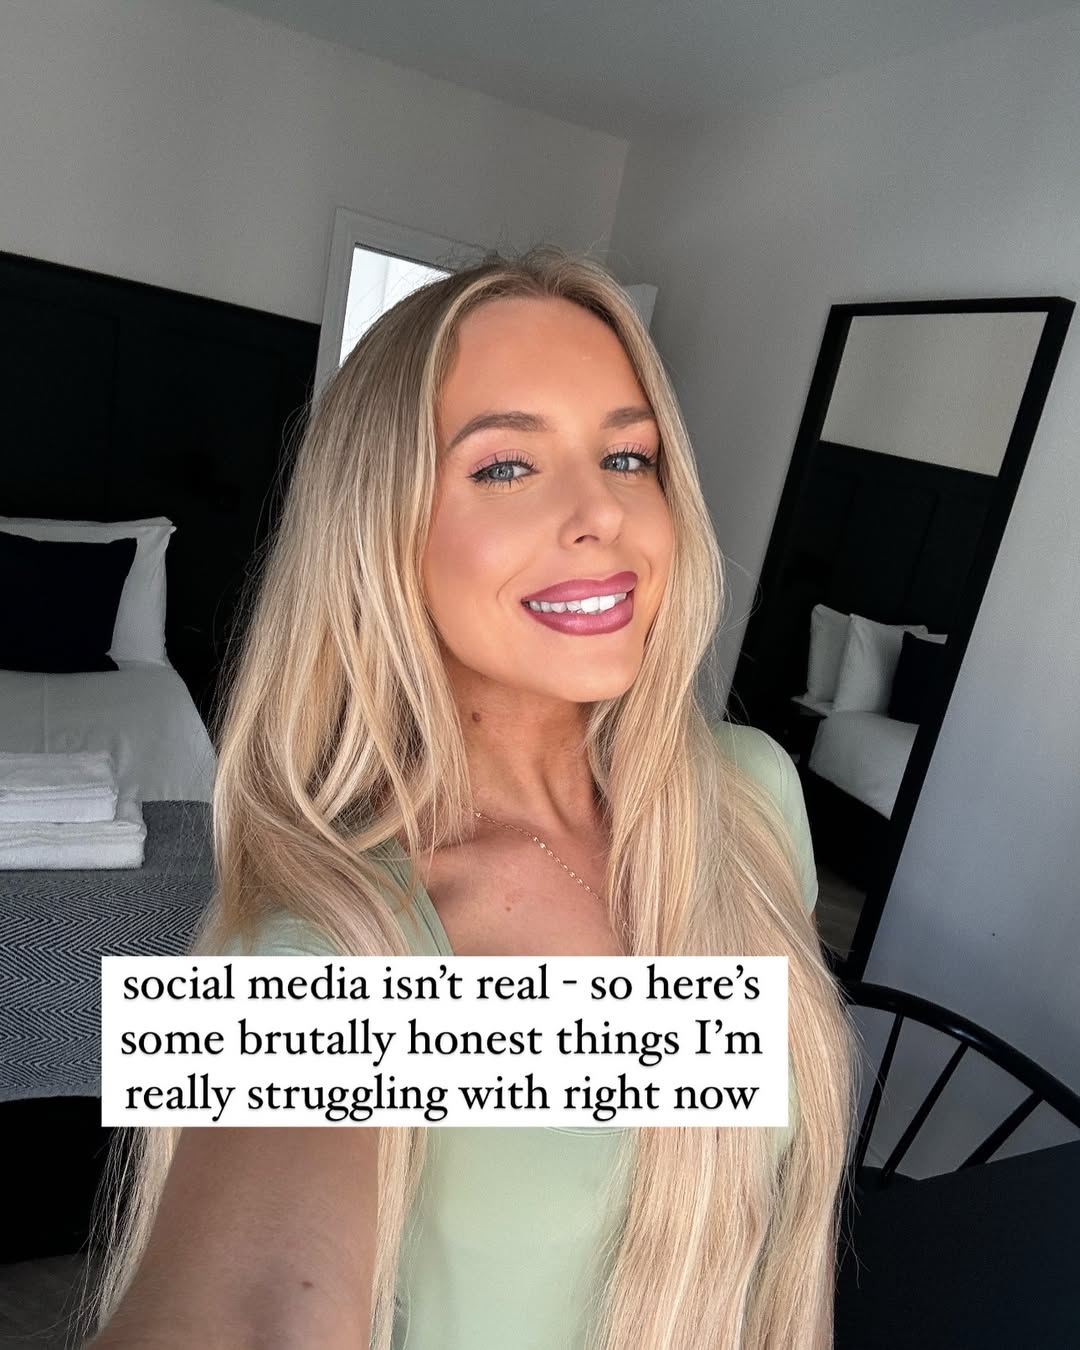 social media isn’t real - so here’s
some brutally honest things I’m
really struggling with right now